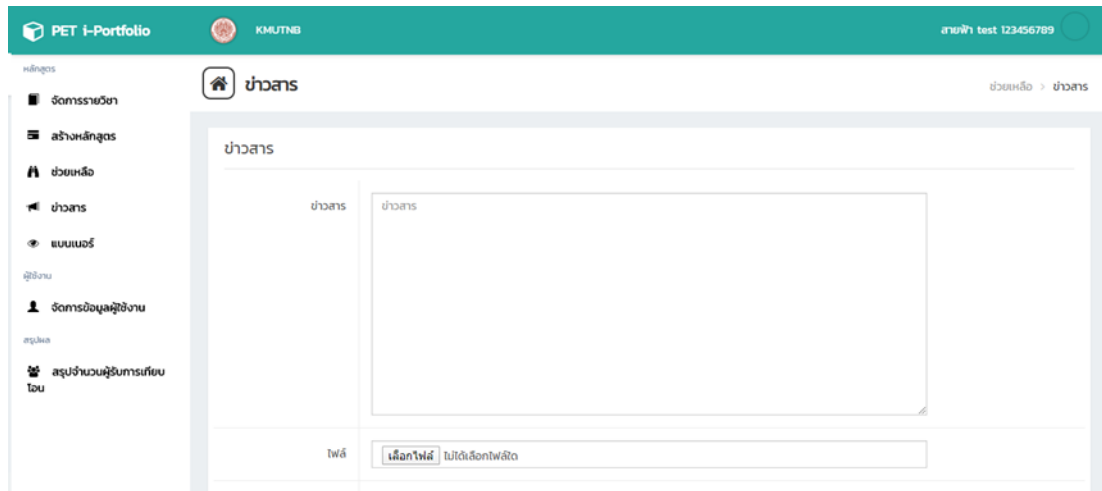 PET i-Portfolio
KMUTNB
สายฟ้า test 123456789
หลักสูตร
จัดการรายวิชา
สร้างหลักสูตร
ช่วยเหลือ
ข่าวสาร
แบนเนอร์
ผู้ใช้งาน
จัดการข้อมูลผู้ใช้งาน
สรุปผล
สรุปจำนวนผู้รับการเทียบ
โอน
ข่าวสาร
ช่วยเหลือ > ข่าวสาร
ข่าวสาร
ข่าวสาร
ข่าวสาร
ไฟล์
เลือกไฟล์ ไม่ได้เลือกไฟล์ใด